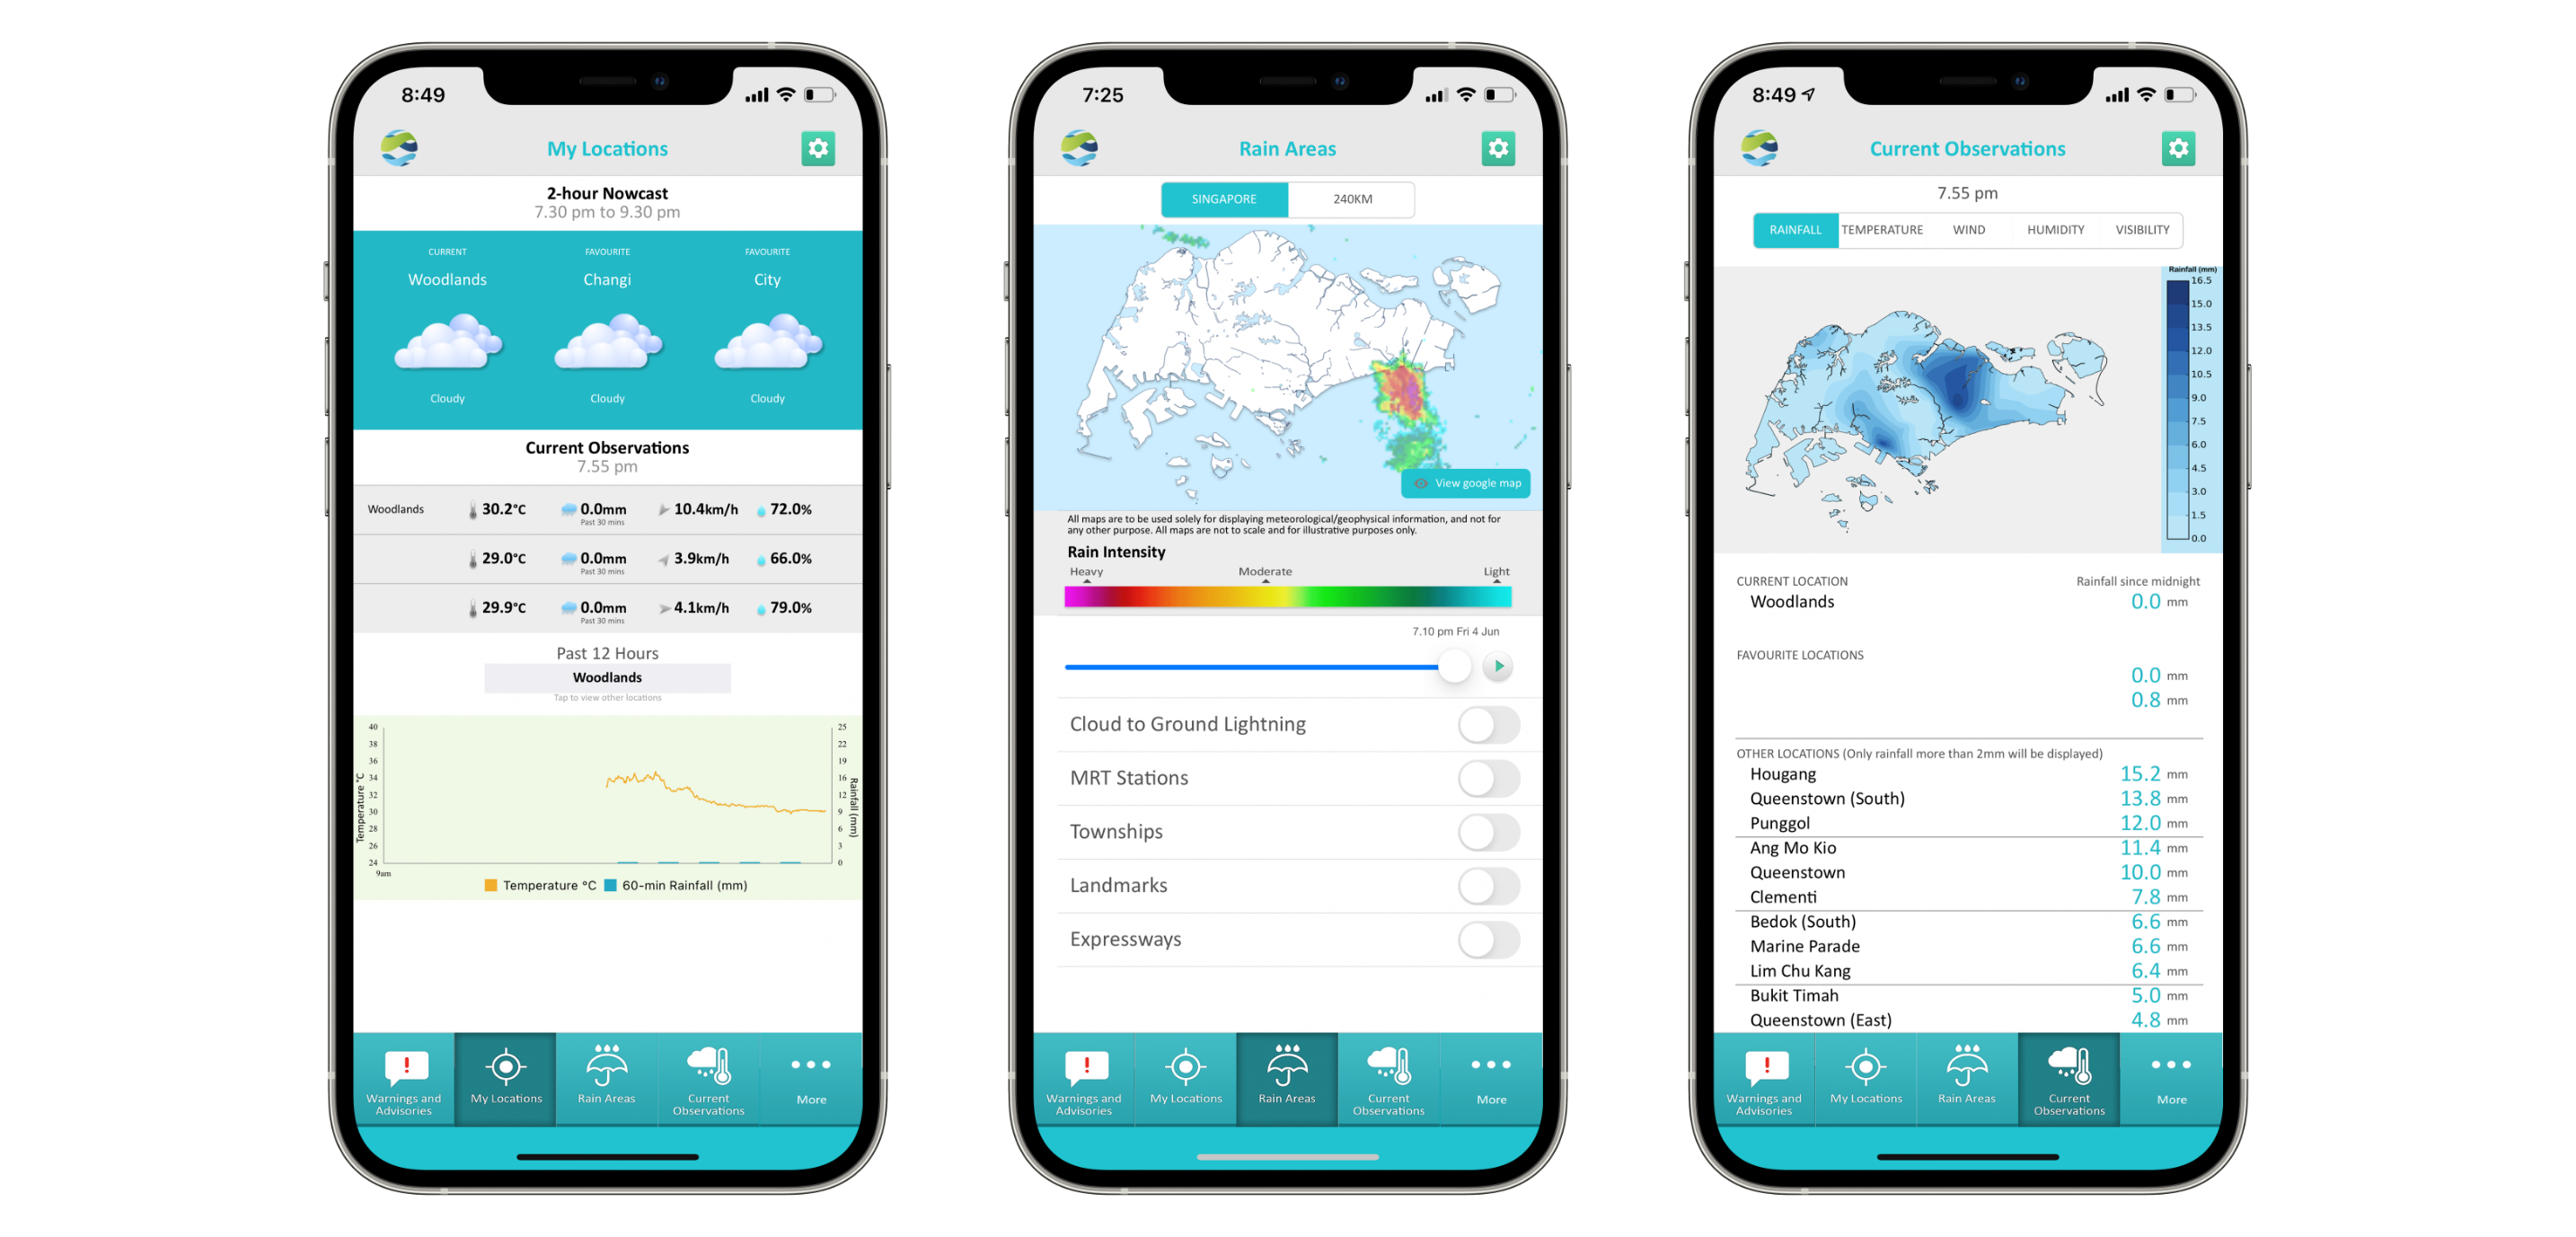 8:49
My Locations
2-hour Nowcast
7.30 pm to 9.30 pm
CURRENT FAVOURITE FAVOURITE
Woodlands Changi City
Cloudy Cloudy Cloudy
Current Observations
7.55 pm
Woodlands 30.2°C 0.0mm 10.4km/h 72.0%
Past 30 mins
29.0°C 0.0mm 3.9km/h 66.0%
Past 30 mins
29.9°C 0.0mm 4.1km/h 79.0%
Past 30 mins
Past 12 Hours
Woodlands
Tap to view other locations
Temperature °C
40
38
36
34
32
30
28
26
24
25
22
19
16
12
9
6
3
0
Rainfall (mm)
9am
Temperature °C 60-min Rainfall (mm)
Warnings and Advisories
My Locations
Rain Areas
Current Observations
More
7:25
Rain Areas
SINGAPORE 240KM
View google map
All maps are to be used solely for displaying meteorological/geophysical information, and not for
any other purpose. All maps are not to scale and for illustrative purposes only.
Rain Intensity
Heavy Moderate Light
7.10 pm Fri 4 Jun
Cloud to Ground Lightning
MRT Stations
Townships
Landmarks
Expressways
Warnings and Advisories
My Locations
Rain Areas
Current Observations
More
8:49
Current Observations
7.55 pm
RAINFALL TEMPERATURE WIND HUMIDITY VISIBILITY
Rainfall (mm)
16.5
15.0
13.5
12.0
10.5
9.0
7.5
6.0
4.5
3.0
1.5
0.0
CURRENT LOCATION Rainfall since midnight
Woodlands 0.0 mm
FAVOURITE LOCATIONS
0.0 mm
0.8 mm
OTHER LOCATIONS (Only rainfall more than 2mm will be displayed)
Hougang 15.2 mm
Queenstown (South) 13.8 mm
Punggol 12.0 mm
Ang Mo Kio 11.4 mm
Queenstown 10.0 mm
Clementi 7.8 mm
Bedok (South) 6.6 mm
Marine Parade 6.6 mm
Lim Chu Kang 6.4 mm
Bukit Timah 5.0 mm
Queenstown (East) 4.8 mm
Warnings and Advisories
My Locations
Rain Areas
Current Observations
More